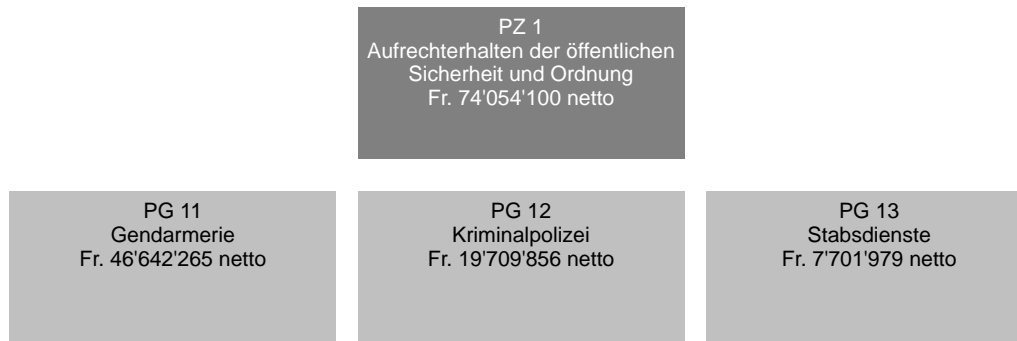 PZ 1
Aufrechterhalten der öffentlichen
Sicherheit und Ordnung
Fr. 74'054'100 netto
PG 11
Gendarmerie
Fr. 46'642'265 netto
PG 12
Kriminalpolizei
Fr. 19'709'856 netto
PG 13
Stabsdienste
Fr. 7'701'979 netto